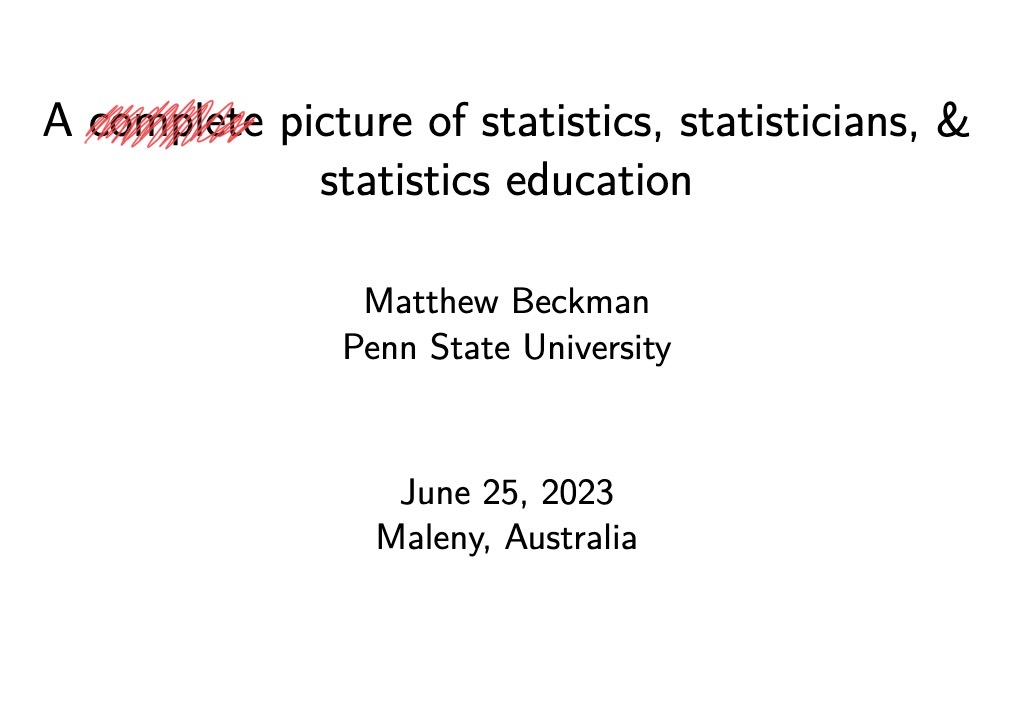 A complete picture of statistics, statisticians, &
statistics education
Matthew Beckman
Penn State University
June 25, 2023
Maleny, Australia